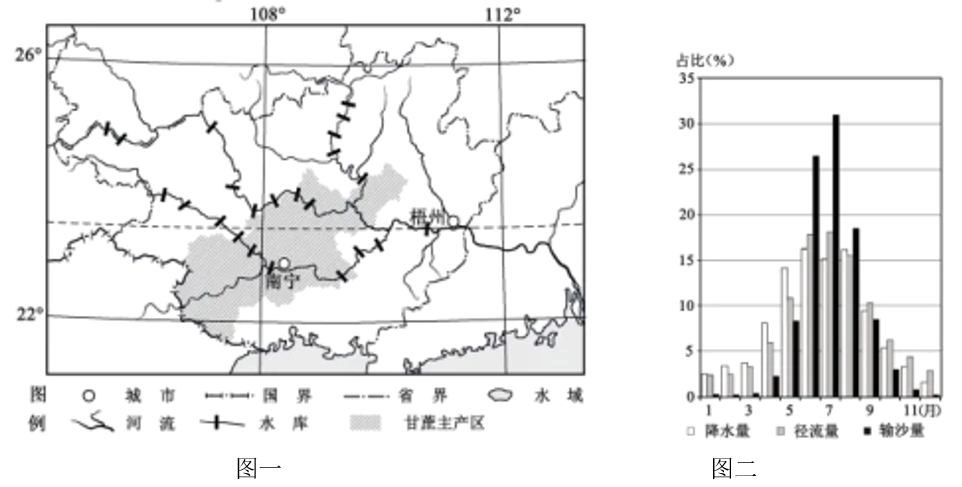 108° 112°
26°
22°
梧州
南宁
图例
城市 国界 省界 水域
河流 水库 甘蔗主产区
图一
占比(%)
35
30
25
20
15
10
5
0
1 3 5 7 9 11(月)
降水量 径流量 输沙量
图二